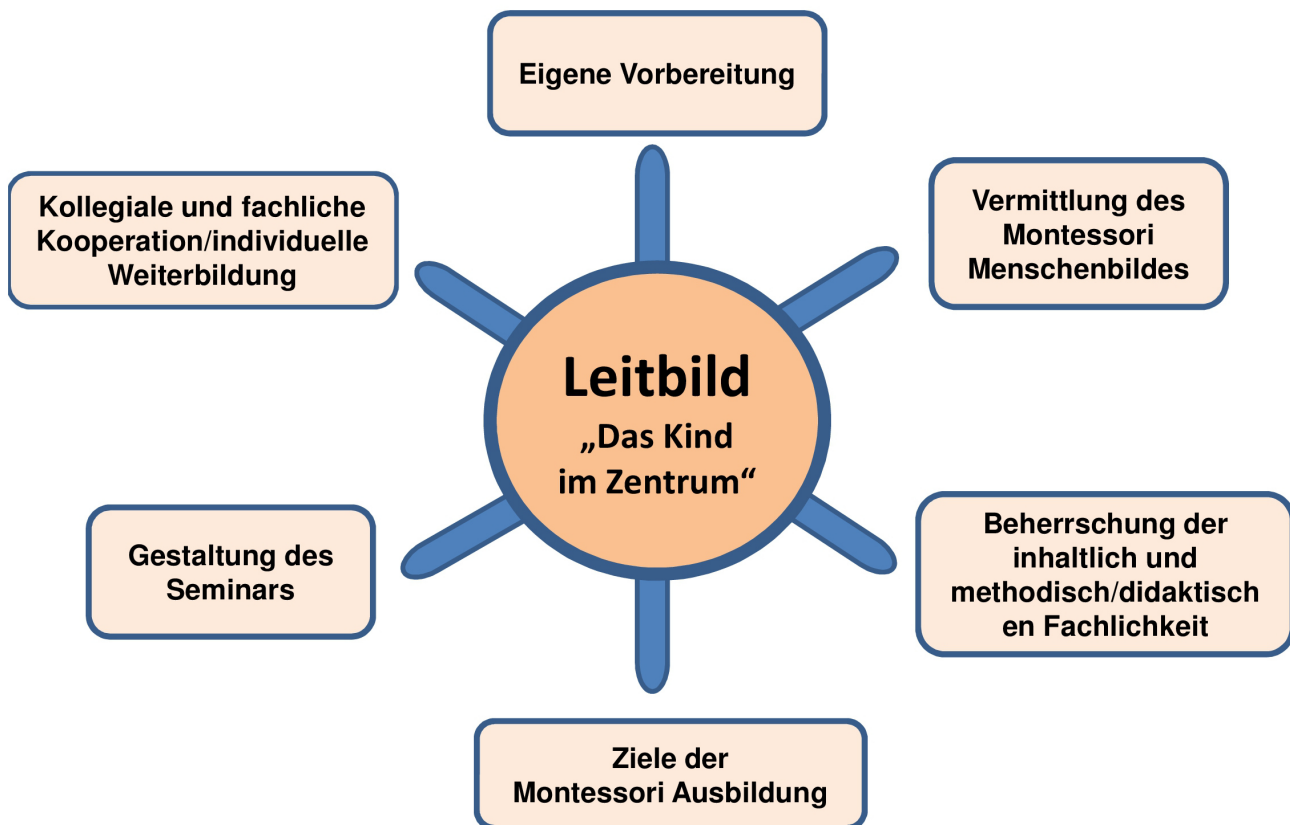 Eigene Vorbereitung
Kollegiale und fachliche
Kooperation/individuelle
Weiterbildung
Vermittlung des
Montessori
Menschenbildes
Leitbild
„Das Kind
im Zentrum“
Gestaltung des
Seminars
Beherrschung der
inhaltlich und
methodisch/didaktisch
en Fachlichkeit
Ziele der
Montessori Ausbildung